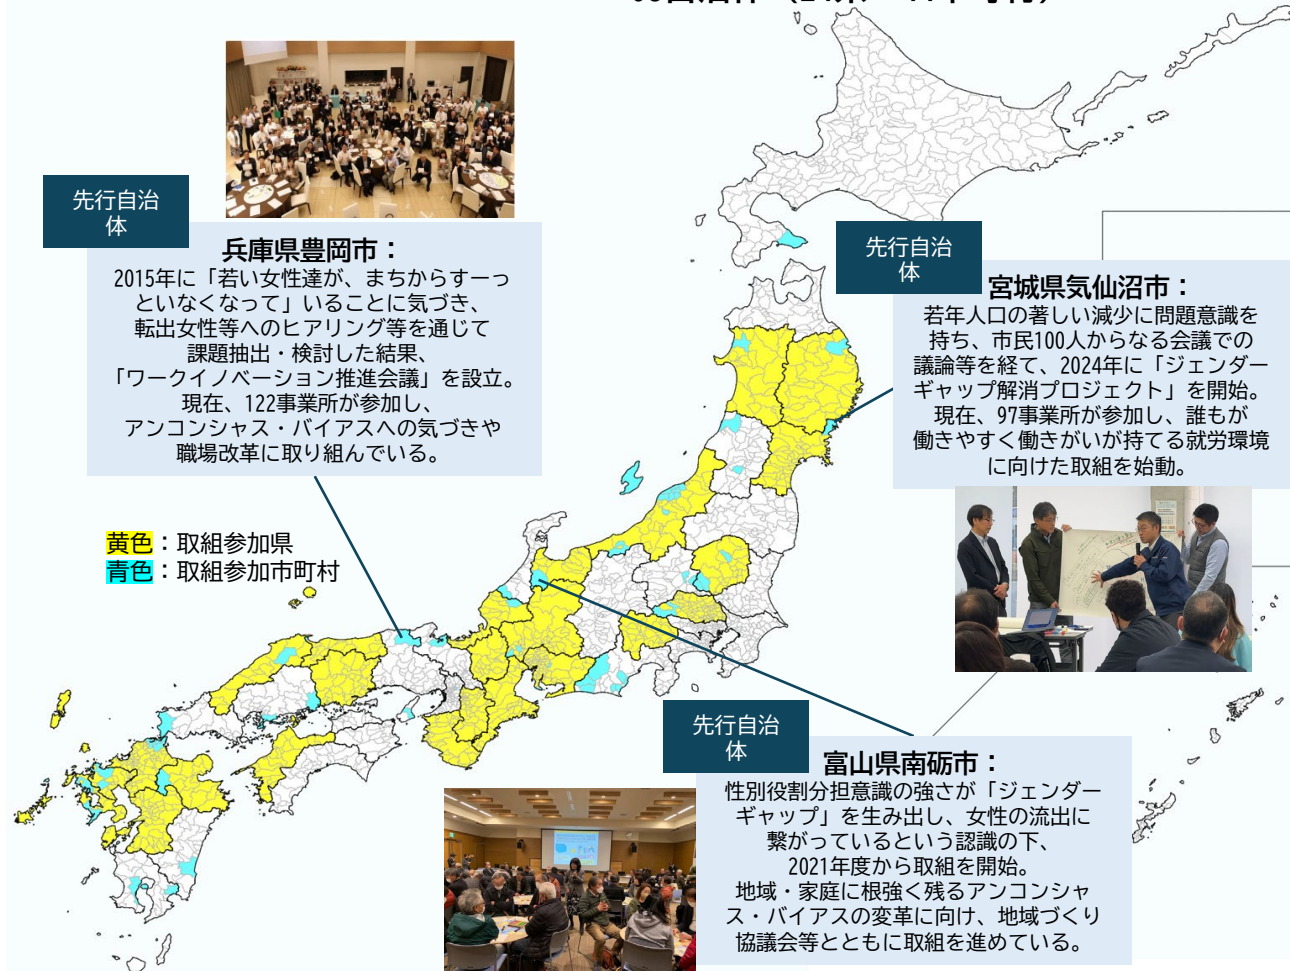 先行自治
体
兵庫県豊岡市：
2015年に「若い女性達が、まちからすーっ
といなくなって」いることに気づき、
転出女性等へのヒアリング等を通じて
課題抽出・検討した結果、
「ワークイノベーション推進会議」を設立。
現在、122事業所が参加し、
アンコンシャス・バイアスへの気づきや
職場改革に取り組んでいる。
先行自治
体
宮城県気仙沼市：
若年人口の著しい減少に問題意識を
持ち、市民100人からなる会議での
議論等を経て、2024年に「ジェンダー
ギャップ解消プロジェクト」を開始。
現在、97事業所が参加し、誰もが
働きやすく働きがいが持てる就労環境
に向けた取組を始動。
黄色：取組参加県
青色：取組参加市町村
先行自治
体
富山県南砺市：
性別役割分担意識の強さが「ジェンダー
ギャップ」を生み出し、女性の流出に
繋がっているという認識の下、
2021年度から取組を開始。
地域・家庭に根強く残るアンコンシャ
ス・バイアスの変革に向け、地域づくり
協議会等とともに取組を進めている。